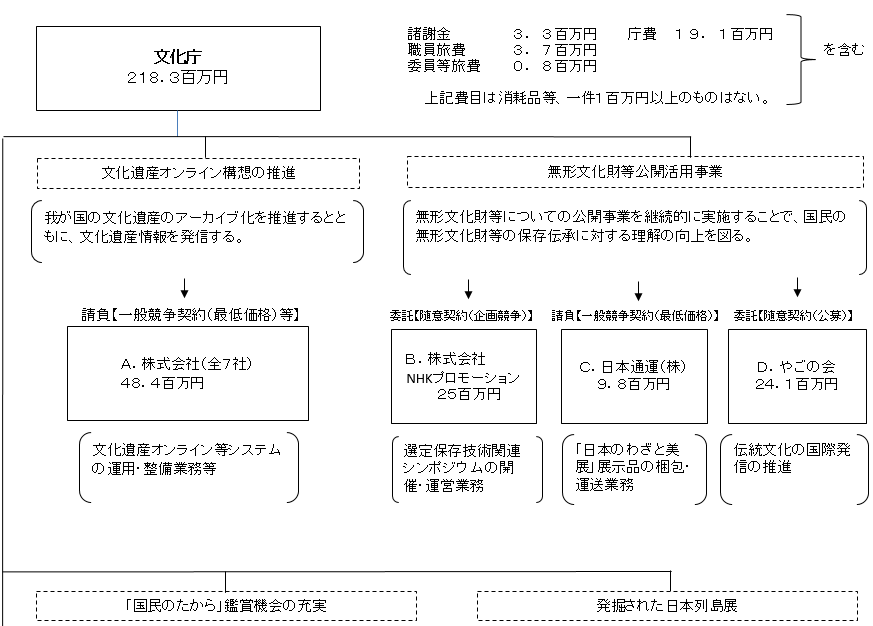 文化庁
218.3百万円
諸謝金 3.3百万円 庁費 19.1百万円
職員旅費 3.7百万円
委員等旅費 0.8百万円
を含む
上記費目は消耗品等、一件1百万円以上のものはない。
文化遺産オンライン構想の推進
我が国の文化遺産のアーカイブ化を推進するとと
もに、文化遺産情報を発信する。
請負【一般競争契約(最低価格)等】
A.株式会社(全7社)
48.4百万円
文化遺産オンライン等システム
の運用・整備業務等
無形文化財等公開活用事業
無形文化財等についての公開事業を継続的に実施することで、国民の
無形文化財等の保存伝承に対する理解の向上を図る。
委託【随意契約(企画競争)】
B.株式会社
NHKプロモーション
25百万円
選定保存技術関連
シンポジウムの開
催・運営業務
請負【一般競争契約(最低価格)】
C.日本通運(株)
9.8百万円
「日本のわざと美
展」展示品の梱包・
運送業務
委託【随意契約(公募)】
D.やごの会
24.1百万円
伝統文化の国際発
信の推進
「国民のたから」鑑賞機会の充実
発掘された日本列島展